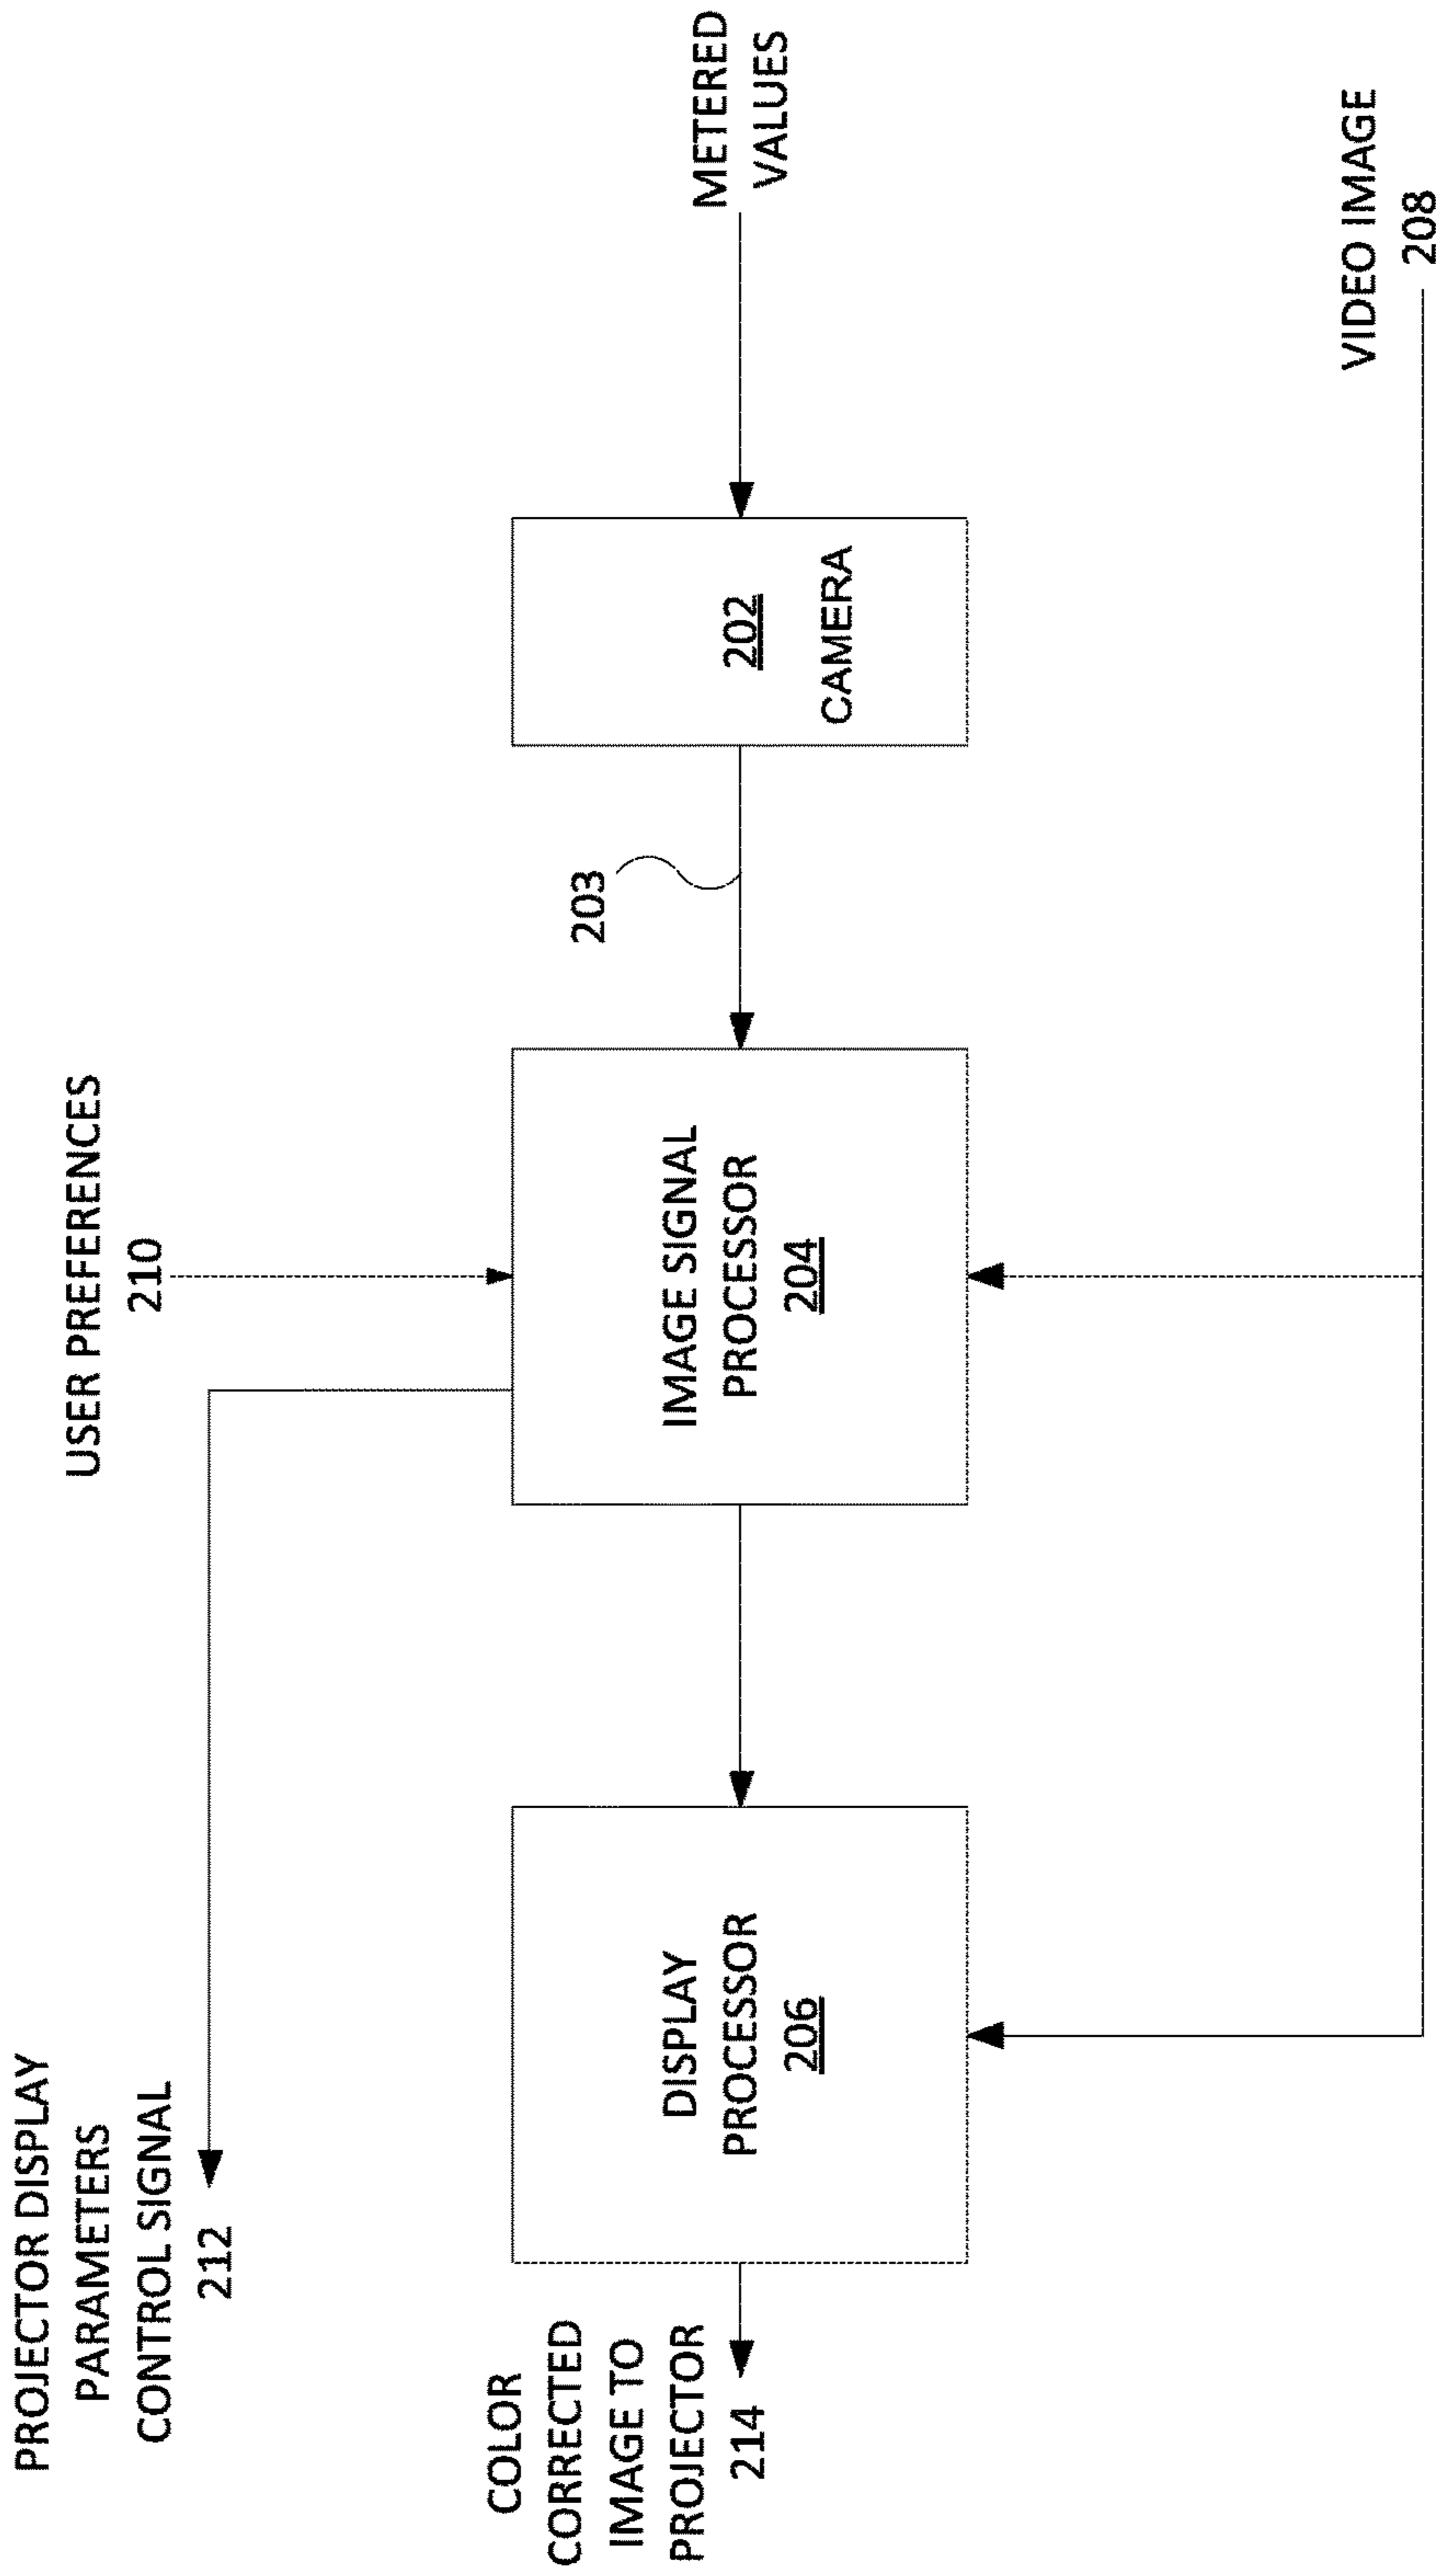 PROJECTOR DISPLAY
PARAMETERS
CONTROL SIGNAL
212
USER PREFERENCES
210
COLOR
CORRECTED
IMAGE TO
PROJECTOR
214
DISPLAY
PROCESSOR
206
IMAGE SIGNAL
PROCESSOR
204
203
202
CAMERA
METERED
VALUES
VIDEO IMAGE
208